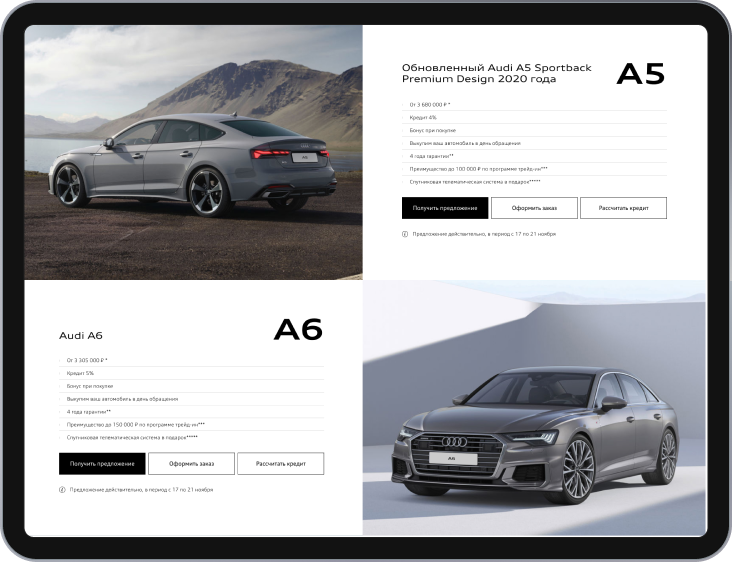 Обновленный Audi A5 Sportback
Premium Design 2020 года
A5
От 3 680 000 ₽ *
Кредит 4%
Бонус при покупке
Выкупим ваш автомобиль в день обращения
4 года гарантии**
Преимущество до 100 000 ₽ по программе трейд-ин***
Спутниковая телематическая система в подарок*****
Получить предложение
Оформить заказ
Рассчитать кредит
Предложение действительно, в период с 17 по 21 ноября
Audi A6
A6
От 3 305 000 ₽ *
Кредит 5%
Бонус при покупке
Выкупим ваш автомобиль в день обращения
4 года гарантии**
Преимущество до 150 000 ₽ по программе трейд-ин***
Спутниковая телематическая система в подарок*****
Получить предложение
Оформить заказ
Рассчитать кредит
Предложение действительно, в период с 17 по 21 ноября
A6